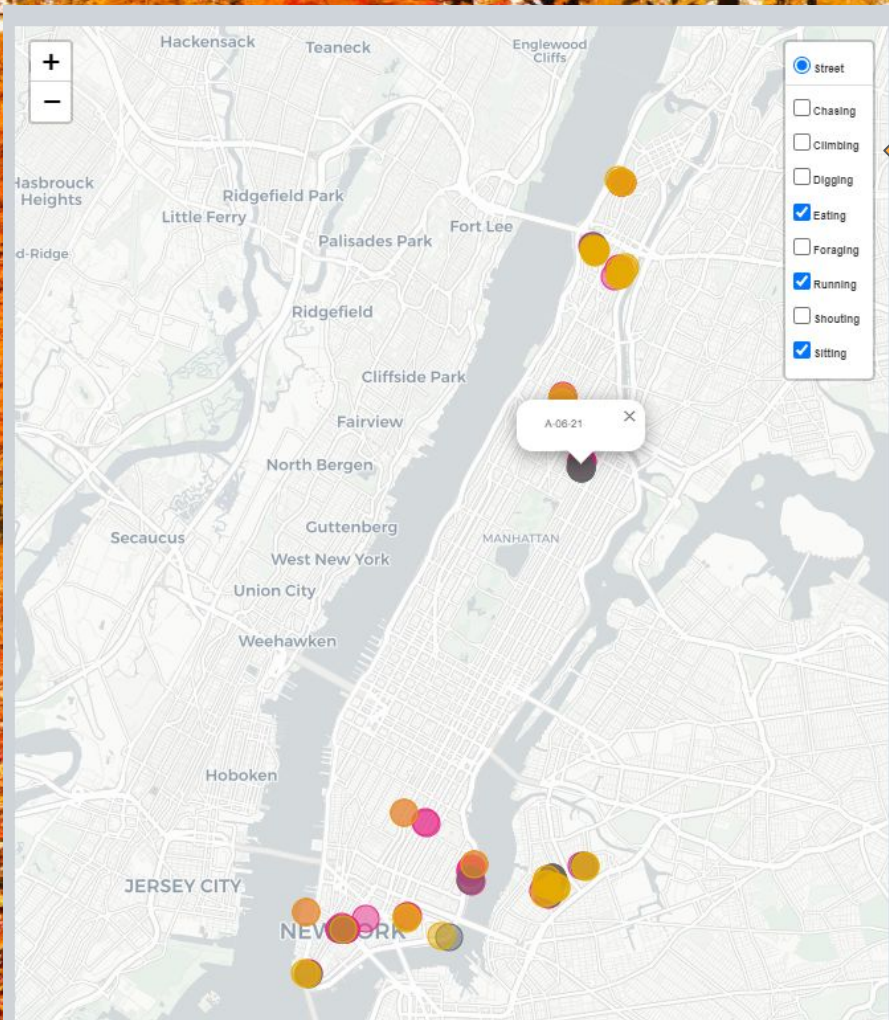 +
−
Hackensack
Teaneck
Englewood
Cliffs
Street
Chasing
Climbing
Digging
Eating
Foraging
Running
Shouting
Sitting
Hasbrouck
Heights
Ridgefield Park
Little Ferry
Fort Lee
Palisades Park
d-Ridge
Ridgefield
Cliffside Park
A-06-21
×
Fairview
North Bergen
Guttenberg
Secaucus
MANHATTAN
West New York
Union City
Weehawken
Hoboken
JERSEY CITY
NEW YORK